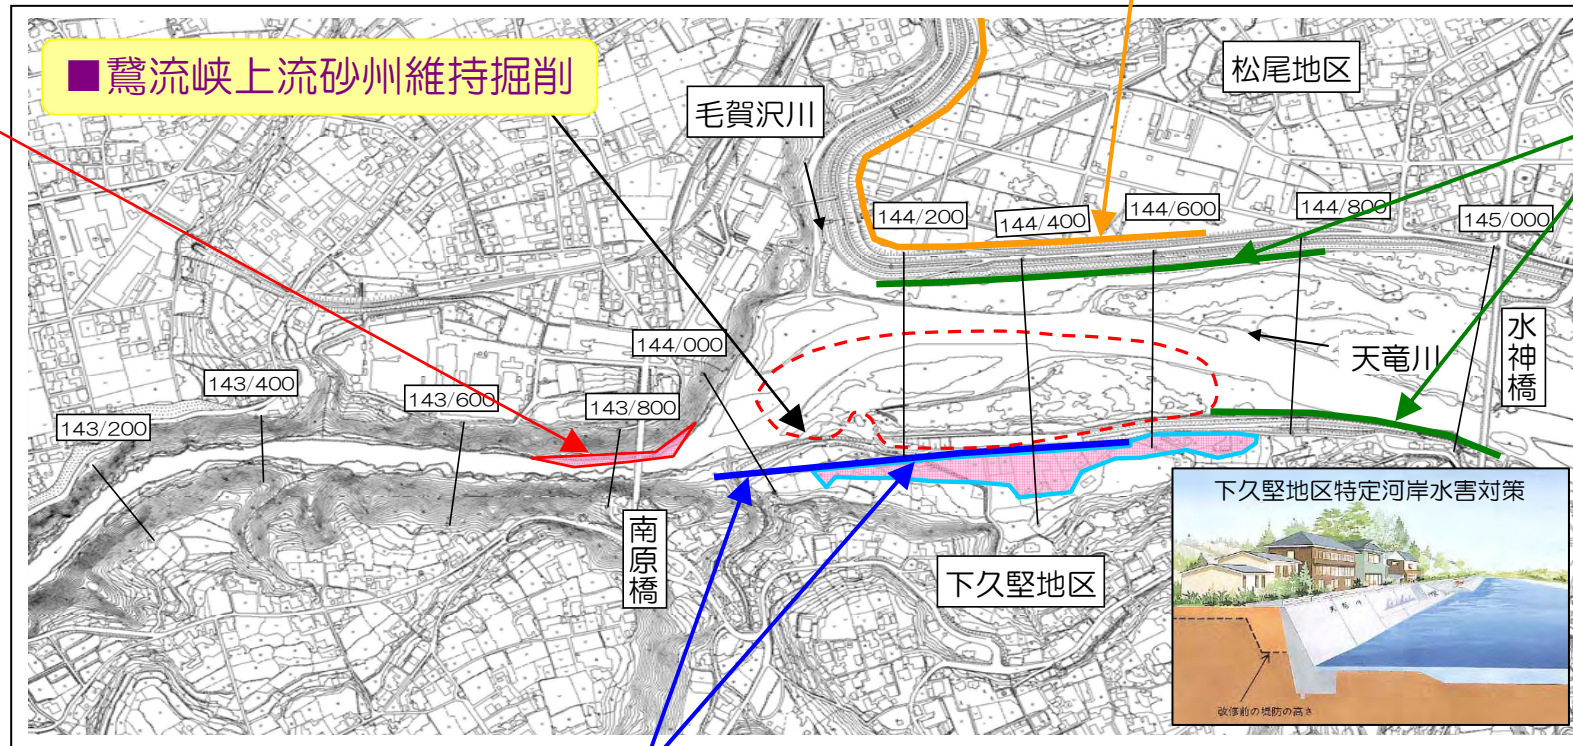 ■鵞流峡上流砂州維持掘削
松尾地区
毛賀沢川
144/200
144/400
144/600
144/800
145/000
水神橋
天竜川
144/000
143/800
143/600
143/400
143/200
南原橋
下久堅地区
下久堅地区特定河岸水害対策
改修前の堤防の高さ